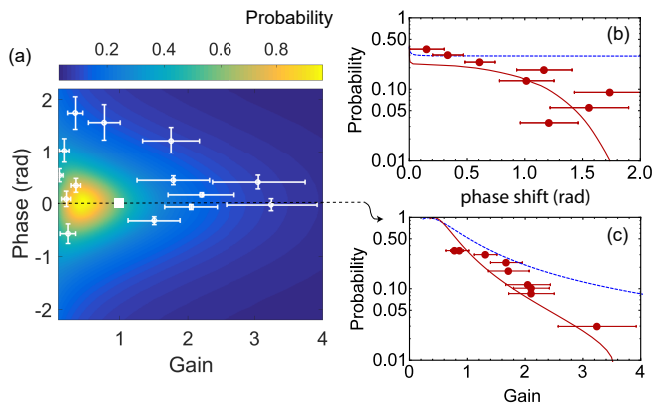 Probability
0.2 0.4 0.6 0.8
(a)
Phase (rad)
2
1
0
-1
-2
1 2 3 4
Gain
(b)
Probability
1
0.50
0.10
0.05
0.01
0.0 0.5 1.0 1.5 2.0
phase shift (rad)
(c)
Probability
1
0.50
0.10
0.05
0.01
0 1 2 3 4
Gain